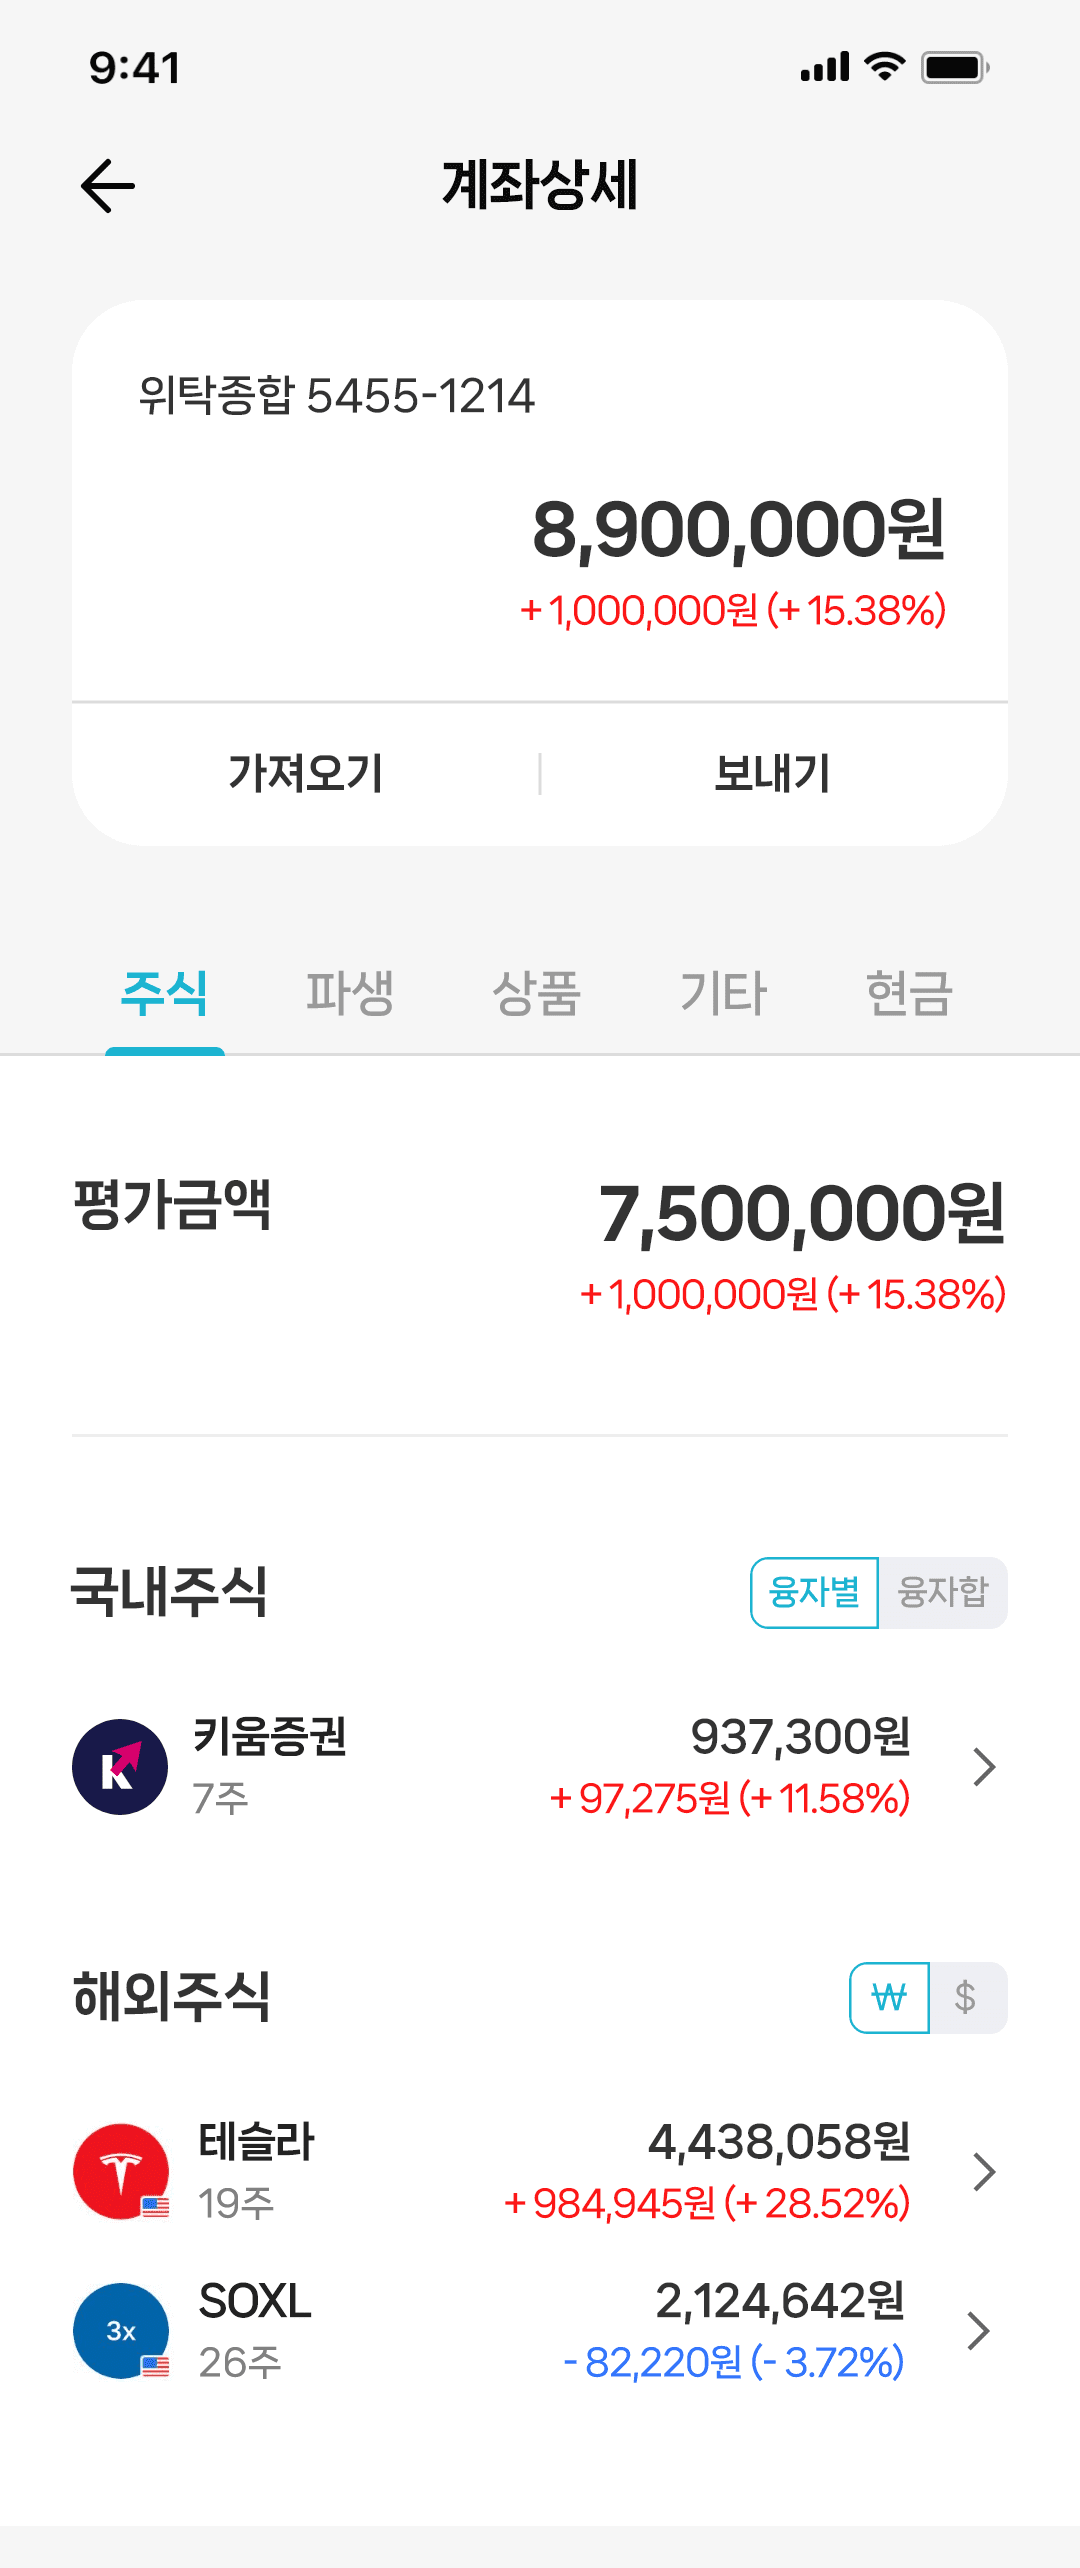 9:41
계좌상세
위탁종합 5455-1214
8,900,000원
+ 1,000,000원 (+ 15.38%)
가져오기 보내기
주식 파생 상품 기타 현금
평가금액 7,500,000원
+ 1,000,000원 (+ 15.38%)
국내주식 융자별 융자합
키움증권 937,300원
7주 + 97,275원 (+ 11.58%)
해외주식 ₩ $
테슬라 4,438,058원
19주 + 984,945원 (+ 28.52%)
3x
SOXL 2,124,642원
26주 - 82,220원 (- 3.72%)